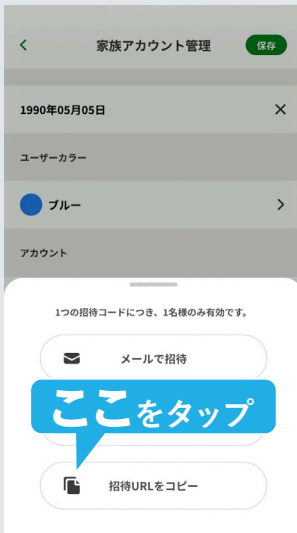 家族アカウント管理
保存
1990年05月05日
ユーザーカラー
ブルー
アカウント
1つの招待コードにつき、1名様のみ有効です。
メールで招待
ここをタップ
招待URLをコピー